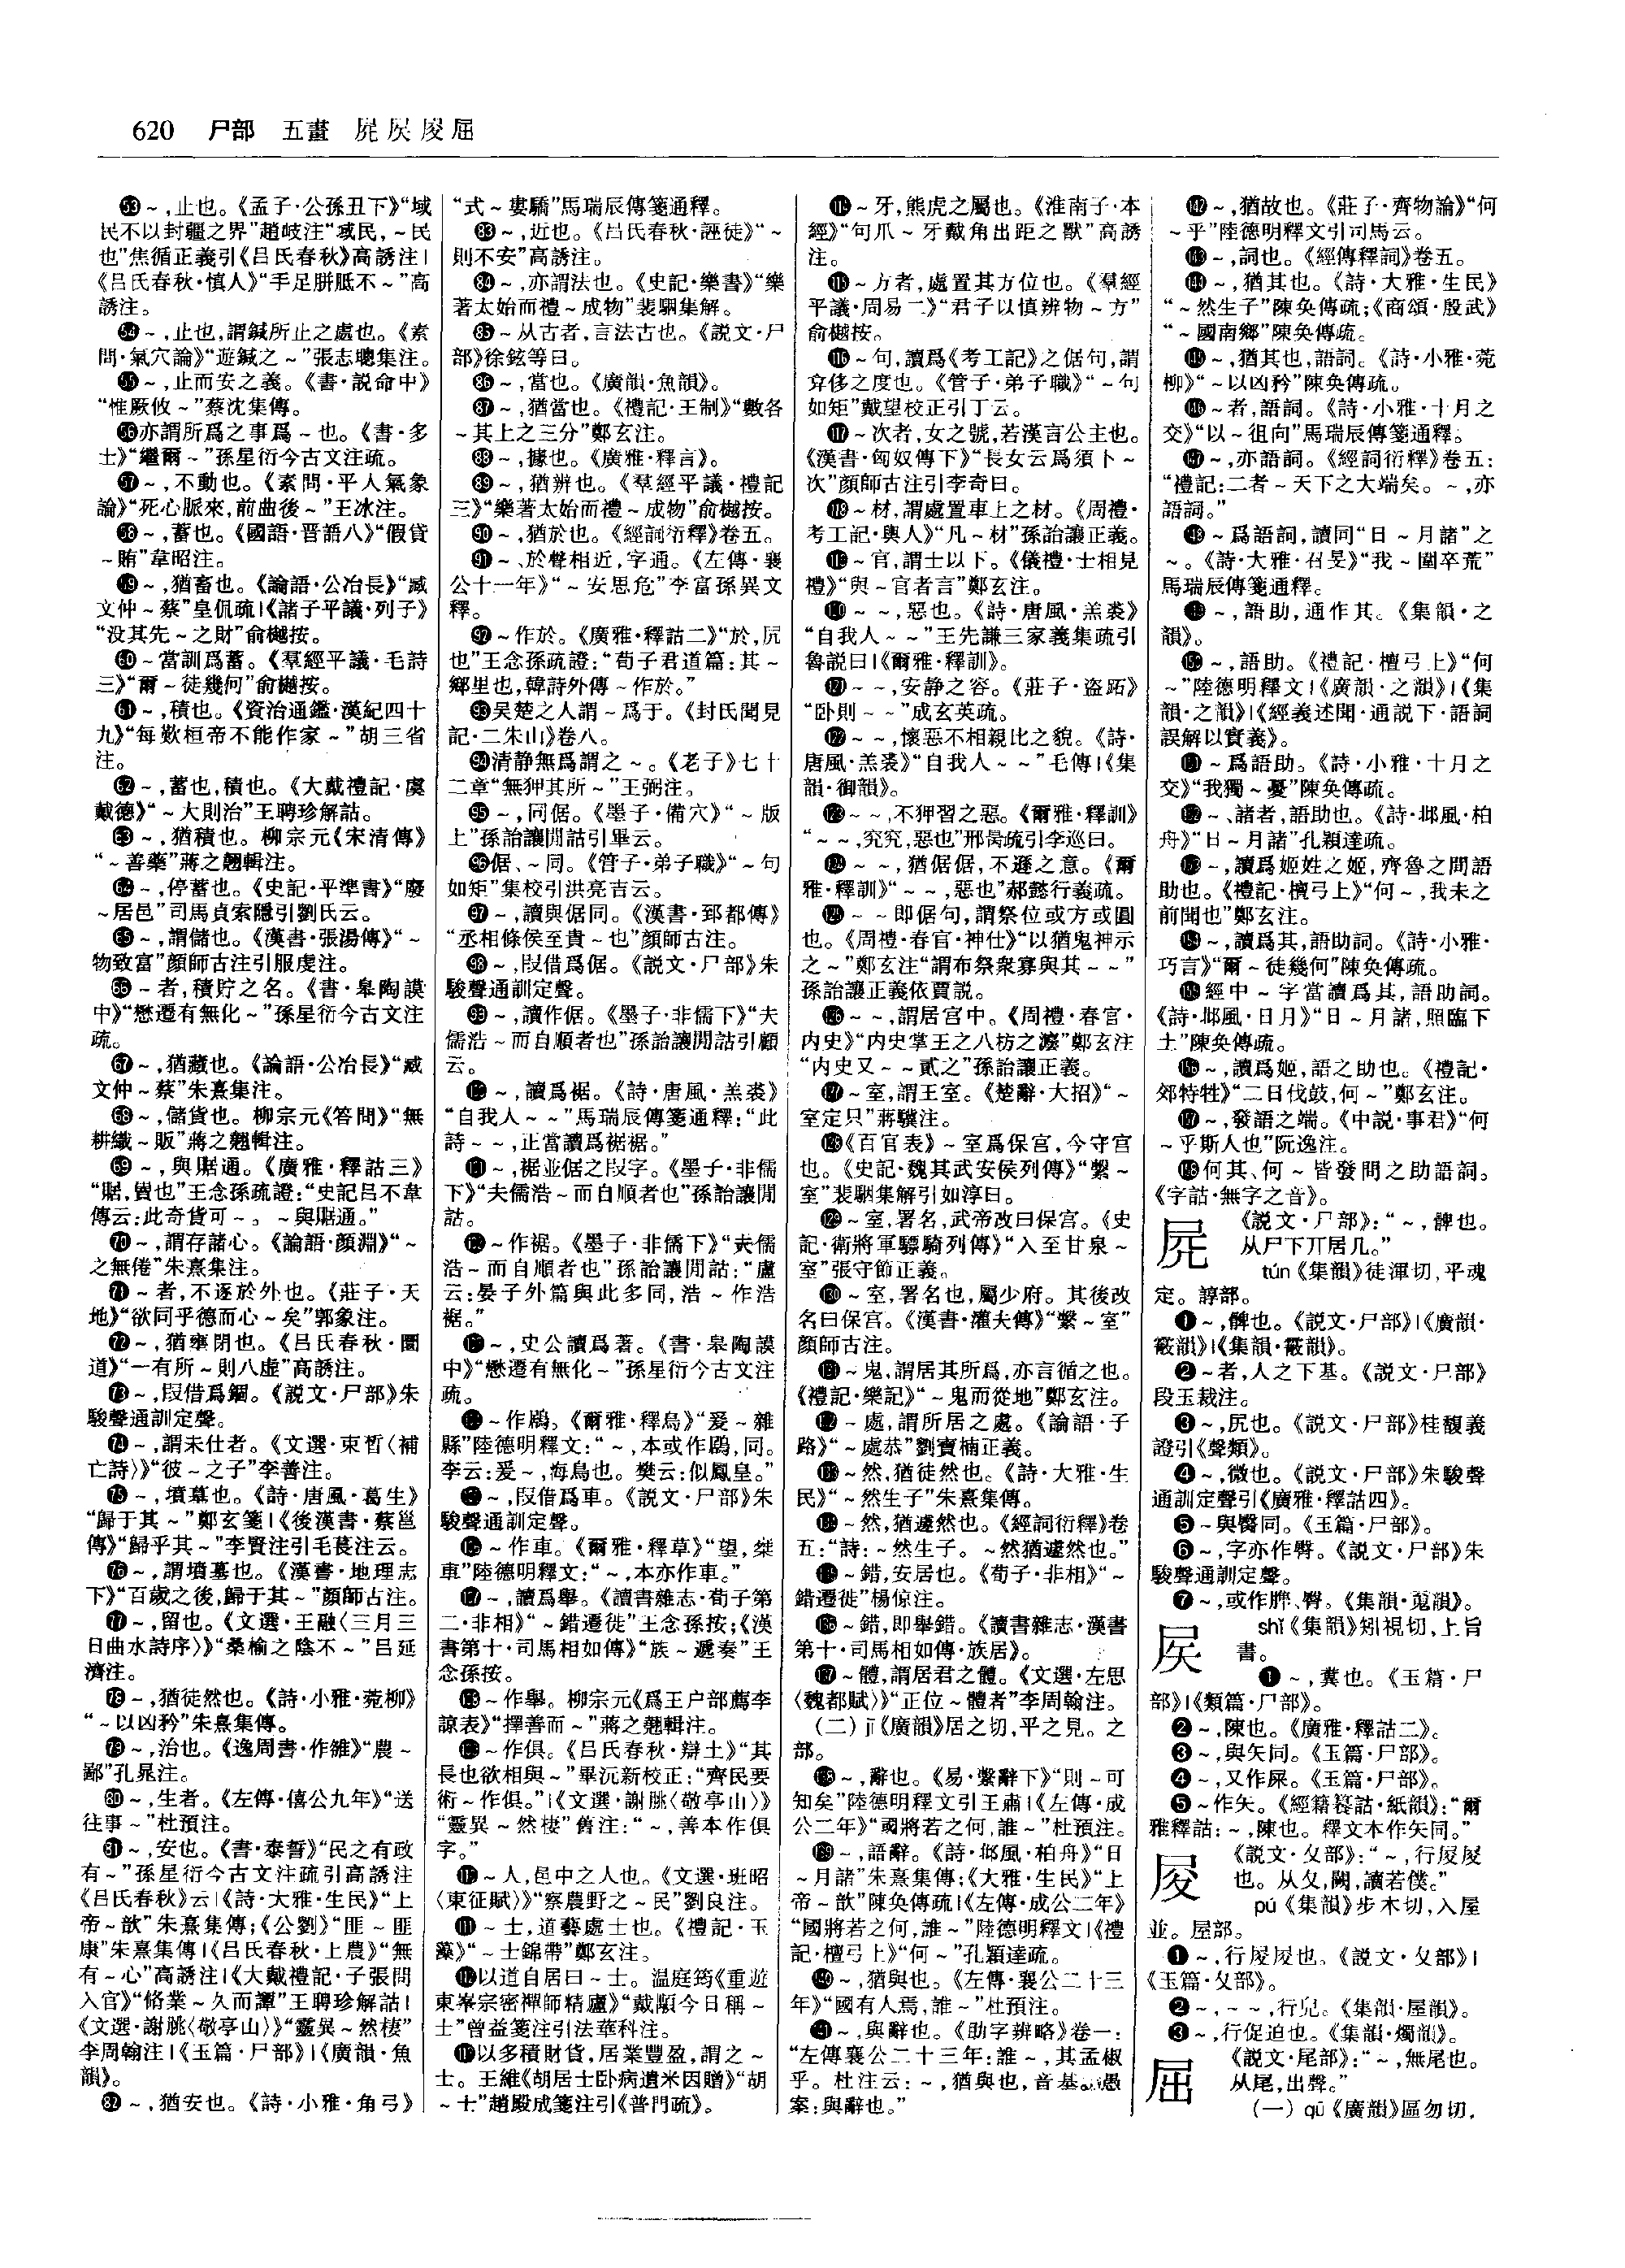 620　尸部　五畫　屍㞏㞘屈
㊼～,止也。《孟子·公孫丑下》“域
民不以封疆之界”趙岐注“域民,～民
也”焦循正義引《吕氏春秋》高誘注|
《吕氏春秋·慎人》“手足胼胝不～”高
誘注。
～,止也,謂鍼所止之處也。《素
問·氣穴論》“遊鍼之～”張志聰集注。
～,止而安之義。《書·説命中》
“惟厥攸～”蔡沈集傳。
亦謂所爲之事爲～也。《書·多
士》“繼爾～”孫星衍今古文注疏。
～,不動也。《素問·平人氣象
論》“死心脈來,前曲後～”王冰注。
～,蓄也。《國語·晉語八》“假貸
～賄”韋昭注。
～,猶畜也。《論語·公冶長》“臧
文仲～蔡”皇侃疏|《諸子平議·列子》
“没其先～之財”俞樾按。
～當訓爲蓄。《羣經平議·毛詩
三》“爾～徒幾何”俞樾按。
～,積也。《資治通鑑·漢紀四十
九》“每歎桓帝不能作家～”胡三省
注。
～,蓄也,積也。《大戴禮記·虞
戴德》“～大則治”王聘珍解詁。
～,猶積也。柳宗元《宋清傳》
“～善藥”蔣之翹輯注。
～,停蓄也。《史記·平準書》“廢
～居邑”司馬貞索隱引劉氏云。
～,謂儲也。《漢書·張湯傳》“～
物致富”顔師古注引服虔注。
～者,積貯之名。《書·皋陶謨
中》“懋遷有無化～”孫星衍今古文注
疏。
～,猶藏也。《論語·公冶長》“臧
文仲～蔡”朱熹集注。
～,儲貨也。柳宗元《答問》“無
耕織～販”蔣之翹輯注。
～,與䝻通。《廣雅·釋詁三》
“䝻,賣也”王念孫疏證:“史記吕不韋
傳云:此奇貨可～。～與䝻通。”
～,謂存諸心。《論語·顔淵》“～
之無倦”朱熹集注。
～者,不逐於外也。《莊子·天
地》“欲同乎德而心～矣”郭象注。
～,猶壅閉也。《吕氏春秋·圜
道》“一有所～則八虚”高誘注。
～,叚借爲錮。《説文·尸部》朱
駿聲通訓定聲。
～,謂未仕者。《文選·束晳〈補
亡詩〉》“彼～之子”李善注。
～,墳墓也。《詩·唐風·葛生》
“歸于其～”鄭玄箋|《後漢書·蔡邕
傳》“歸乎其～”李賢注引毛萇注云。
～,謂墳墓也。《漢書·地理志
下》“百歲之後,歸于其～”顔師古注。
～,留也。《文選·王融〈三月三
日曲水詩序〉》“桑榆之陰不～”吕延
濟注。
～,猶徒然也。《詩·小雅·菀柳》
“～以凶矜”朱熹集傳。
～,治也。《逸周書·作雒》“農～
鄙”孔晁注。
～,生者。《左傳·僖公九年》“送
往事～”杜預注。
～,安也。《書·泰誓》“民之有政
有～”孫星衍今古文注疏引高誘注
《吕氏春秋》云|《詩·大雅·生民》“上
帝～歆”朱熹集傳;《公劉》“匪～匪
康”朱熹集傳|《吕氏春秋·上農》“無
有～心”高誘注|《大戴禮記·子張問
入官》“俻業～久而譚”王聘珍解詁|
《文選·謝朓〈敬亭山〉》“靈異～然棲”
李周翰注|《玉篇·尸部》|《廣韻·魚
韻》。
～,猶安也。《詩·小雅·角弓》
“式～婁驕”馬瑞辰傳箋通釋。
～,近也。《吕氏春秋·誣徒》“～
則不安”高誘注。
～,亦謂法也。《史記·樂書》“樂
著太始而禮～成物”裴駰集解。
～从古者,言法古也。《説文·尸
部》徐鉉等曰。
～,當也。《廣韻·魚韻》。
～,猶當也。《禮記·王制》“數各
～其上之三分”鄭玄注。
～,據也。《廣雅·釋言》。
～,猶辨也。《羣經平議·禮記
三》“樂著太始而禮～成物”俞樾按。
～,猶於也。《經詞衍釋》卷五。
～、於聲相近,字通。《左傳·襄
公十一年》“～安思危”李富孫異文
釋。
～作於。《廣雅·釋詁二》“於,凥
也”王念孫疏證:“荀子君道篇:其～
鄉里也,韓詩外傳～作於。”
吴楚之人謂～爲于。《封氏聞見
記·二朱山》卷八。
清静無爲謂之～。《老子》七十
二章“無狎其所～”王弼注。
～,同倨。《墨子·備穴》“～版
上”孫詒讓閒詁引畢云。
倨、～同。《管子·弟子職》“～句
如矩”集校引洪亮吉云。
～,讀與倨同。《漢書·郅都傳》
“丞相條侯至貴～也”顔師古注。
～,叚借爲倨。《説文·尸部》朱
駿聲通訓定聲。
～,讀作倨。《墨子·非儒下》“夫
儒浩～而自順者也”孫詒讓閒詁引顧
云。
～,讀爲裾。《詩·唐風·羔裘》
“自我人～～”馬瑞辰傳箋通釋:“此
詩～～,正當讀爲裾裾。”
～,裾並倨之叚字。《墨子·非儒
下》“夫儒浩～而自順者也”孫詒讓閒
詁。
～作裾。《墨子·非儒下》“夫儒
浩～而自順者也”孫詒讓閒詁:“盧
云:晏子外篇與此多同,浩～作浩
裾。”
～,史公讀爲著。《書·皋陶謨
中》“懋遷有無化～”孫星衍今古文注
疏。
～作鶋。《爾雅·釋鳥》“爰～雜
縣”陸德明釋文:“～,本或作鶋,同。
李云:爰～,海鳥也。樊云:似鳳皇。”
～,叚借爲車。《説文·尸部》朱
駿聲通訓定聲。
～作車。《爾雅·釋草》“望,椉
車”陸德明釋文:“～,本亦作車。”
～,讀爲舉。《讀書雜志·荀子第
二·非相》“～錯遷徙”王念孫按;《漢
書第十·司馬相如傳》“族～遞奏”王
念孫按。
～作舉。柳宗元《爲王户部薦李
諒表》“擇善而～”蔣之翹輯注。
～作俱。《吕氏春秋·辯土》“其
長也欲相與～”畢沅新校正:“齊民要
術～作俱。”|《文選·謝朓〈敬亭山〉》
“靈異～然棲”舊注:“～,善本作俱
字。”
～人,邑中之人也。《文選·班昭
〈東征賦〉》“察農野之～民”劉良注。
～士,道藝處士也。《禮記·玉
藻》“～士錦帶”鄭玄注。
以道自居曰～士。温庭筠《重遊
東峯宗密禪師精廬》“戴顒今日稱～
士”曾益箋注引法華科注。
以多積財貨,居業豐盈,謂之～
士。王維《胡居士卧病遺米因贈》“胡
～士”趙殿成箋注引《普門疏》。
～牙,熊虎之屬也。《淮南子·本
經》“句爪～牙戴角出距之獸”高誘
注。
～方者,處置其方位也。《羣經
平議·周易二》“君子以慎辨物～方”
俞樾按。
～句,讀爲《考工記》之倨句,謂
弇侈之度也。《管子·弟子職》“～句
如矩”戴望校正引丁云。
～次者,女之號,若漢言公主也。
《漢書·匈奴傳下》“長女云爲須卜～
次”顔師古注引李奇曰。
～材,謂處置車上之材。《周禮·
考工記·輿人》“凡～材”孫詒讓正義。
～官,謂士以下。《儀禮·士相見
禮》“與～官者言”鄭玄注。
～～,惡也。《詩·唐風·羔裘》
“自我人～～”王先謙三家義集疏引
魯説曰|《爾雅·釋訓》。
～～,安静之容。《莊子·盗跖》
“卧則～～”成玄英疏。
～～,懷惡不相親比之貌。《詩·
唐風·羔裘》“自我人～～”毛傳|《集
韻·御韻》。
～～,不狎習之惡。《爾雅·釋訓》
“～～,究究,惡也”邢昺疏引李巡曰。
～～,猶倨倨,不遜之意。《爾
雅·釋訓》“～～,惡也”郝懿行義疏。
～～即倨句,謂祭位或方或圓
也。《周禮·春官·神仕》“以猶鬼神示
之～”鄭玄注“謂布祭衆寡與其～～”
孫詒讓正義依賈説。
～～,謂居宫中。《周禮·春官·
内史》“内史掌王之八枋之灋”鄭玄注
“内史又～～貳之”孫詒讓正義。
～室,謂王室。《楚辭·大招》“～
室定只”蔣驥注。
《百官表》～室爲保宫,今守宫
也。《史記·魏其武安侯列傳》“繫～
室”裴駰集解引如淳曰。
～室,署名,武帝改曰保宫。《史
記·衛將軍驃騎列傳》“入至甘泉～
室”張守節正義。
～室,署名也,屬少府。其後改
名曰保宫。《漢書·灌夫傳》“繫～室”
顔師古注。
～鬼,謂居其所爲,亦言循之也。
《禮記·樂記》“～鬼而從地”鄭玄注。
～處,謂所居之處。《論語·子
路》“～處恭”劉寶楠正義。
～然,猶徒然也。《詩·大雅·生
民》“～然生子”朱熹集傳。
～然,猶遽然也。《經詞衍釋》卷
五:“詩:～然生子。～然猶遽然也。”
～錯,安居也。《荀子·非相》“～
錯遷徙”楊倞注。
～錯,即舉錯。《讀書雜志·漢書
第十·司馬相如傳·族居》。
～體,謂居君之體。《文選·左思
〈魏都賦〉》“正位～體者”李周翰注。
(二)jī《廣韻》居之切,平之見。之
部。
～,辭也。《易·繫辭下》“則～可
知矣”陸德明釋文引王肅|《左傳·成
公二年》“國將若之何,誰～”杜預注。
～,語辭。《詩·邶風·柏舟》“日
～月諸”朱熹集傳;《大雅·生民》“上
帝～歆”陳奂傳疏|《左傳·成公二年》
“國將若之何,誰～”陸德明釋文|《禮
記·檀弓上》“何～”孔穎達疏。
～,猶與也。《左傳·襄公二十三
年》“國有人焉,誰～”杜預注。
～,與辭也。《助字辨略》卷一:
“左傳襄公二十三年:誰～,其孟椒
乎。杜注云:～,猶與也,音基。愚
案:與辭也。”
～,猶故也。《莊子·齊物論》“何
～乎”陸德明釋文引司馬云。
～,詞也。《經傳釋詞》卷五。
～,猶其也。《詩·大雅·生民》
“～然生子”陳奂傳疏;《商頌·殷武》
“～國南鄉”陳奂傳疏。
～,猶其也,語詞。《詩·小雅·菀
柳》“～以凶矜”陳奂傳疏。
～者,語詞。《詩·小雅·十月之
交》“以～徂向”馬瑞辰傳箋通釋。
～,亦語詞。《經詞衍釋》卷五:
“禮記:二者～天下之大端矣。～,亦
語詞。”
～爲語詞,讀同“日～月諸”之
～。《詩·大雅·召旻》“我～圉卒荒”
馬瑞辰傳箋通釋。
～,語助,通作其。《集韻·之
韻》。
～,語助。《禮記·檀弓上》“何
～”陸德明釋文|《廣韻·之韻》|《集
韻·之韻》|《經義述聞·通説下·語詞
誤解以實義》。
～爲語助。《詩·小雅·十月之
交》“我獨～憂”陳奂傳疏。
～、諸者,語助也。《詩·邶風·柏
舟》“日～月諸”孔穎達疏。
～,讀爲姬姓之姬,齊魯之間語
助也。《禮記·檀弓上》“何～,我未之
前聞也”鄭玄注。
～,讀爲其,語助詞。《詩·小雅·
巧言》“爾～徒幾何”陳奂傳疏。
經中～字當讀爲其,語助詞。
《詩·邶風·日月》“日～月諸,照臨下
土”陳奂傳疏。
～,讀爲姬,語之助也。《禮記·
郊特牲》“二日伐鼓,何～”鄭玄注。
～,發語之端。《中説·事君》“何
～乎斯人也”阮逸注。
何其、何～皆發問之助語詞。
《字詁·無字之音》。
《説文·尸部》:“～,髀也。
从尸下丌居几。”
tún《集韻》徒渾切,平魂
定。諄部。
❶～,髀也。《説文·尸部》|《廣韻·
䰟韻》|《集韻·䰟韻》。
❷～者,人之下基。《説文·尸部》
段玉裁注。
❸～,尻也。《説文·尸部》桂馥義
證引《聲類》。
❹～,微也。《説文·尸部》朱駿聲
通訓定聲引《廣雅·釋詁四》。
❺～與臀同。《玉篇·尸部》。
❻～,字亦作臀。《説文·尸部》朱
駿聲通訓定聲。
❼～,或作脽、臀。《集韻·䰟韻》。
shǐ《集韻》矧視切,上旨
書。
❶～,糞也。《玉篇·尸
部》|《類篇·尸部》。
❷～,陳也。《廣雅·釋詁二》。
❸～,與矢同。《玉篇·尸部》。
❹～,又作屎。《玉篇·尸部》。
❺～作矢。《經籍籑詁·紙韻》:“爾
雅釋詁:～,陳也。釋文本作矢同。”
《説文·夊部》:“～,行㞘㞘
也。从夊,闕,讀若僕。”
pú《集韻》步木切,入屋
並。屋部。
❶～,行㞘㞘也。《説文·夊部》|
《玉篇·夊部》。
❷～,～～,行皃。《集韻·屋韻》。
❸～,行促迫也。《集韻·燭韻》。
屈
《説文·尾部》:“～,無尾也。
从尾,出聲。”
(一)qū《廣韻》區勿切,